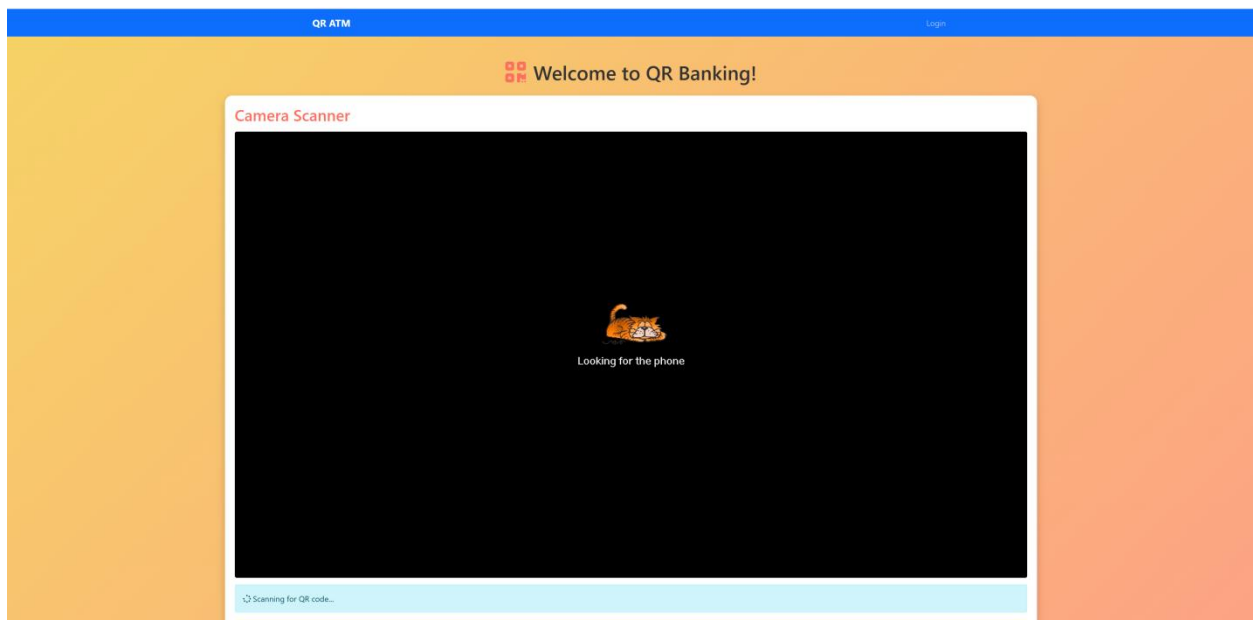 QR ATM
Login
Welcome to QR Banking!
Camera Scanner
Looking for the phone
Scanning for QR code...